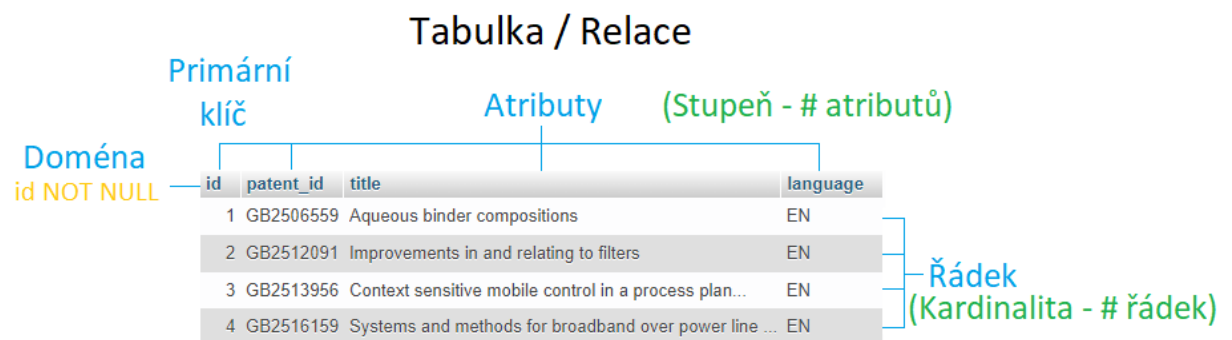 Tabulka / Relace
Primární
klíč
Atributy
(Stupeň - # atributů)
Doména
id NOT NULL
id patent_id title language
1 GB2506559 Aqueous binder compositions EN
2 GB2512091 Improvements in and relating to filters EN
3 GB2513956 Context sensitive mobile control in a process plan... EN
4 GB2516159 Systems and methods for broadband over power line ... EN
Řádek
(Kardinalita - # řádek)